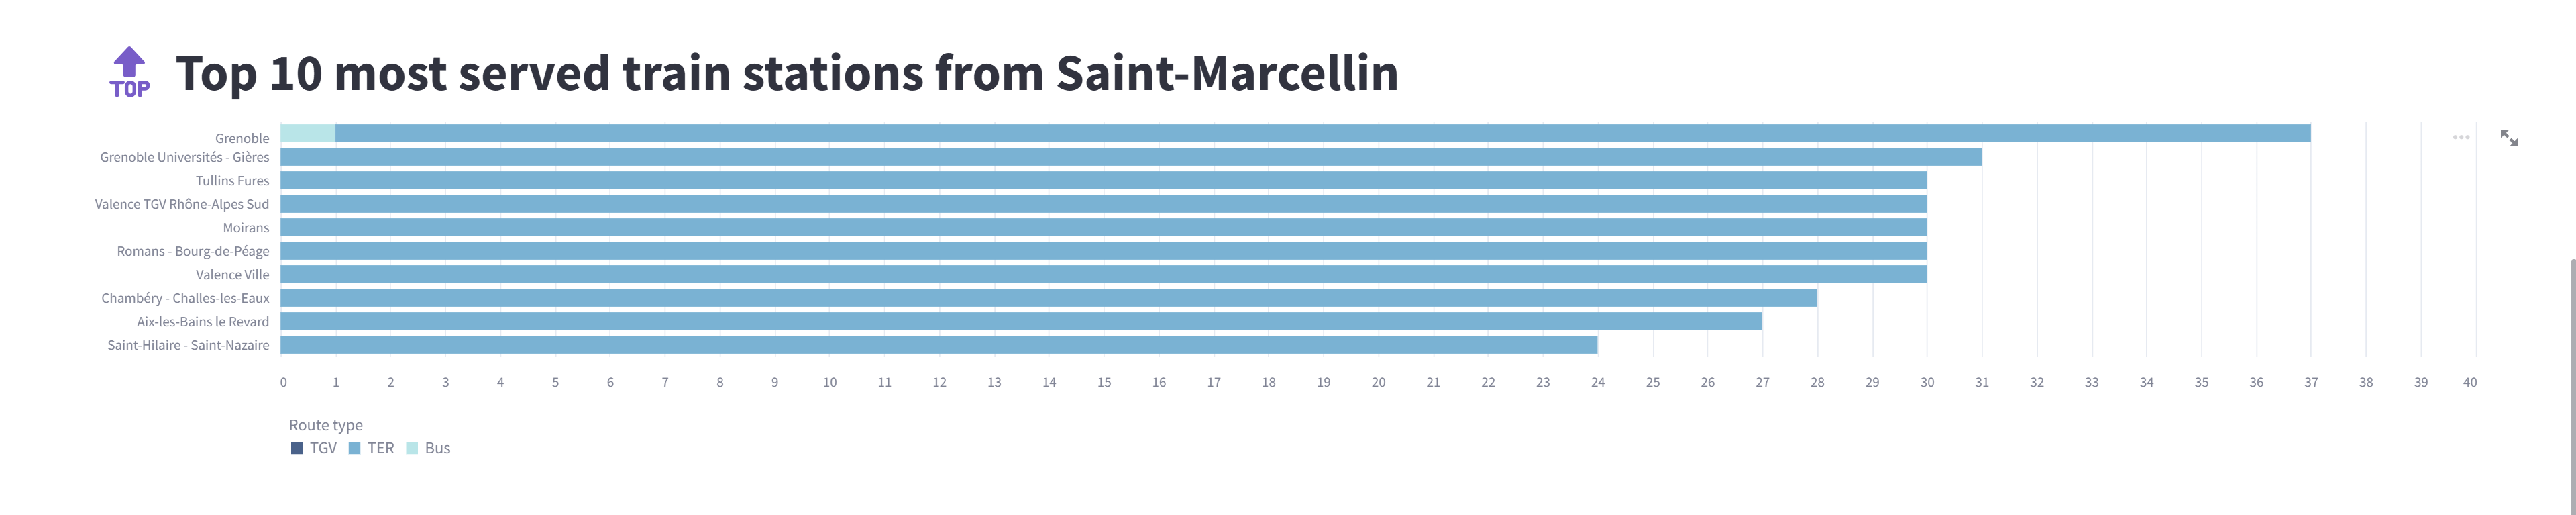 TOP
Top 10 most served train stations from Saint-Marcellin
Grenoble
Grenoble Universités - Gières
Tullins Fures
Valence TGV Rhône-Alpes Sud
Moirans
Romans - Bourg-de-Péage
Valence Ville
Chambéry - Challes-les-Eaux
Aix-les-Bains le Revard
Saint-Hilaire - Saint-Nazaire
0 1 2 3 4 5 6 7 8 9 10 11 12 13 14 15 16 17 18 19 20 21 22 23 24 25 26 27 28 29 30 31 32 33 34 35 36 37 38 39 40
Route type
TGV TER Bus